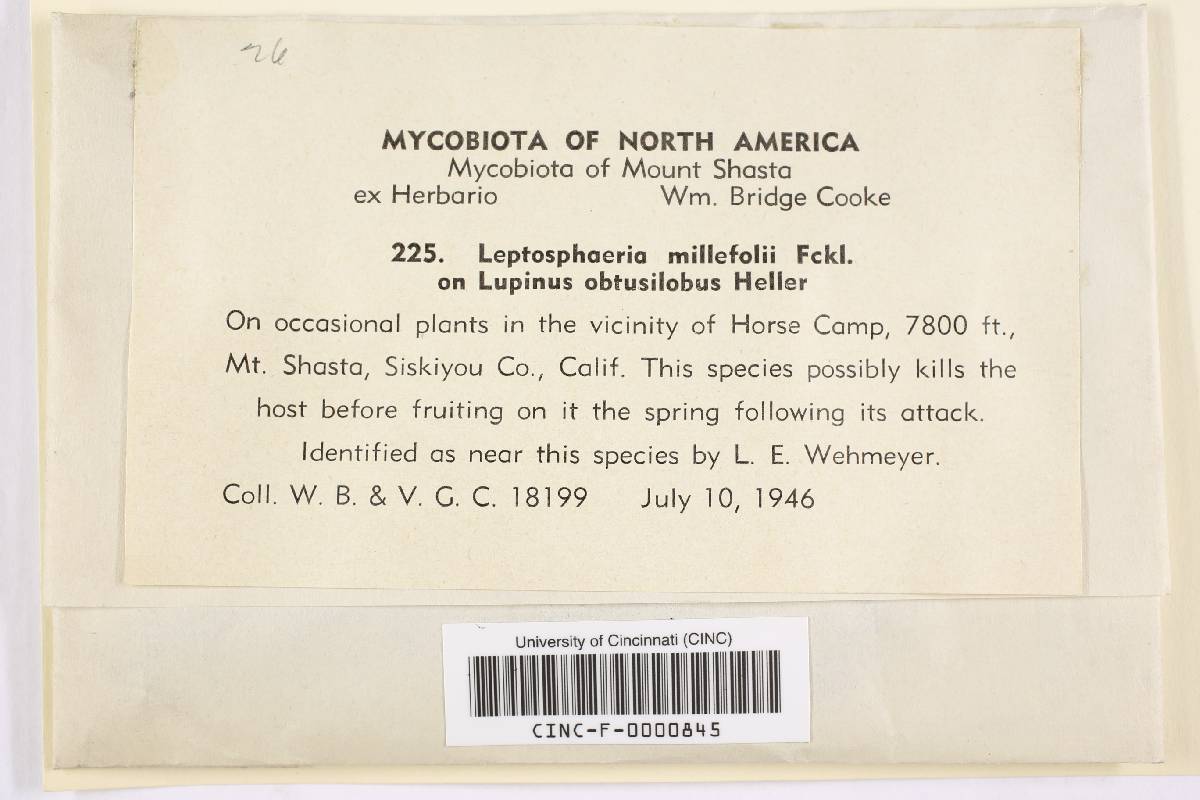 26
MYCOBIOTA OF NORTH AMERICA
Mycobiota of Mount Shasta
ex Herbario Wm. Bridge Cooke
225. Leptosphaeria millefolii Fckl.
on Lupinus obtusilobus Heller
On occasional plants in the vicinity of Horse Camp, 7800 ft.,
Mt. Shasta, Siskiyou Co., Calif. This species possibly kills the
host before fruiting on it the spring following its attack.
Identified as near this species by L. E. Wehmeyer.
Coll. W. B. & V. G. C. 18199 July 10, 1946
University of Cincinnati (CINC)
CINC-F-0000845